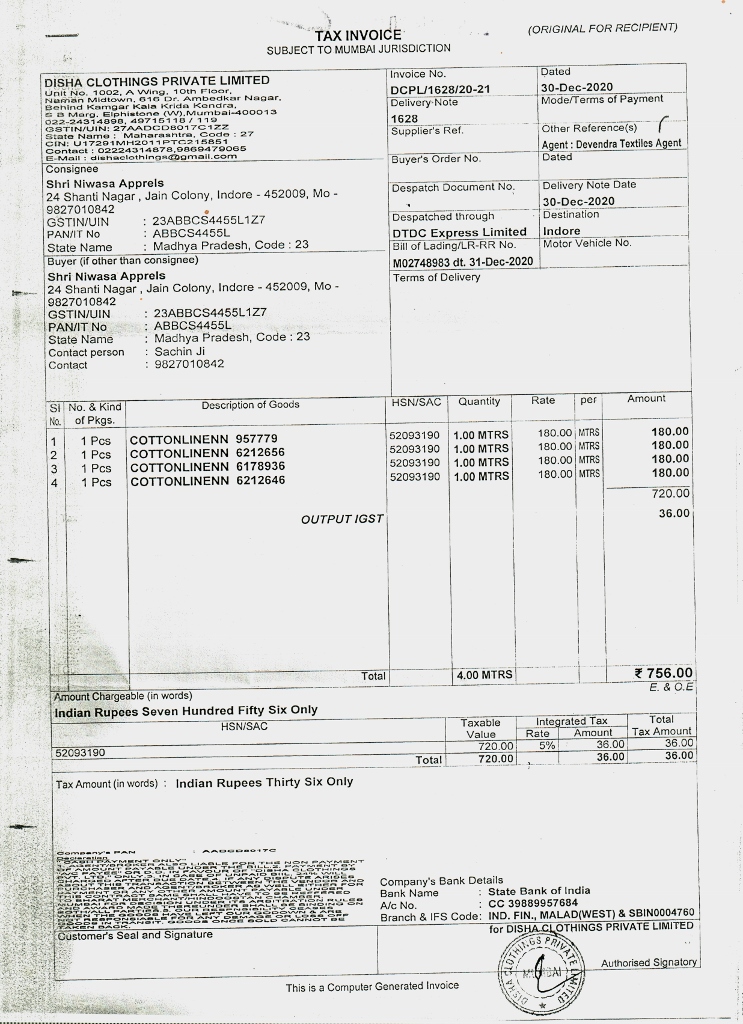 TAX INVOICE
(ORIGINAL FOR RECIPIENT)
SUBJECT TO MUMBAI JURISDICTION
DISHA CLOTHINGS PRIVATE LIMITED
Unit No. 1002, A Wing, 10th Floor,
Naman Midtown, 616 Dr. Ambedkar Nagar,
Behind Kamgar Kala Krida Kendra,
S B Marg. Elphistone (W),Mumbai-400013
022-24314898, 49715118 / 119
GSTIN/UIN: 27AADCD8017C1ZZ
State Name : Maharashtra, Code : 27
CIN: U17291MH2011PTC215851
Contact : 02224314878,9869479065
E-Mail : dishaclothings@gmail.com
Invoice No.
DCPL/1628/20-21
Dated
30-Dec-2020
Delivery Note
1628
Mode/Terms of Payment
Supplier's Ref.
Other Reference(s)
Agent : Devendra Textiles Agent
Buyer's Order No.
Dated
Despatch Document No.
Delivery Note Date
30-Dec-2020
Despatched through
DTDC Express Limited
Destination
Indore
Bill of Lading/LR-RR No.
M02748983 dt. 31-Dec-2020
Motor Vehicle No.
Terms of Delivery
Consignee
Shri Niwasa Apprels
24 Shanti Nagar , Jain Colony, Indore - 452009, Mo -
9827010842
GSTIN/UIN : 23ABBCS4455L1Z7
PAN/IT No : ABBCS4455L
State Name : Madhya Pradesh, Code : 23
Buyer (if other than consignee)
Shri Niwasa Apprels
24 Shanti Nagar , Jain Colony, Indore - 452009, Mo -
9827010842
GSTIN/UIN : 23ABBCS4455L1Z7
PAN/IT No : ABBCS4455L
State Name : Madhya Pradesh, Code : 23
Contact person : Sachin Ji
Contact : 9827010842
Sl No. No. & Kind of Pkgs. Description of Goods HSN/SAC Quantity Rate per Amount
1 1 Pcs COTTONLINENN 957779 52093190 1.00 MTRS 180.00 MTRS 180.00
2 1 Pcs COTTONLINENN 6212656 52093190 1.00 MTRS 180.00 MTRS 180.00
3 1 Pcs COTTONLINENN 6178936 52093190 1.00 MTRS 180.00 MTRS 180.00
4 1 Pcs COTTONLINENN 6212646 52093190 1.00 MTRS 180.00 MTRS 180.00
720.00
OUTPUT IGST 36.00
Total 4.00 MTRS ₹ 756.00
Amount Chargeable (in words) E. & O.E
Indian Rupees Seven Hundred Fifty Six Only
HSN/SAC Taxable Value Integrated Tax Rate Amount Total Tax Amount
52093190 720.00 5% 36.00 36.00
Total 720.00 36.00 36.00
Tax Amount (in words) : Indian Rupees Thirty Six Only
Company's PAN : AADCD8017C
Declaration
Company's Bank Details
Bank Name : State Bank of India
A/c No. : CC 39889957684
Branch & IFS Code: IND. FIN., MALAD(WEST) & SBIN0004760
Customer's Seal and Signature
for DISHA CLOTHINGS PRIVATE LIMITED
DISHA CLOTHINGS PRIVATE LIMITED
MUMBAI
Authorised Signatory
This is a Computer Generated Invoice